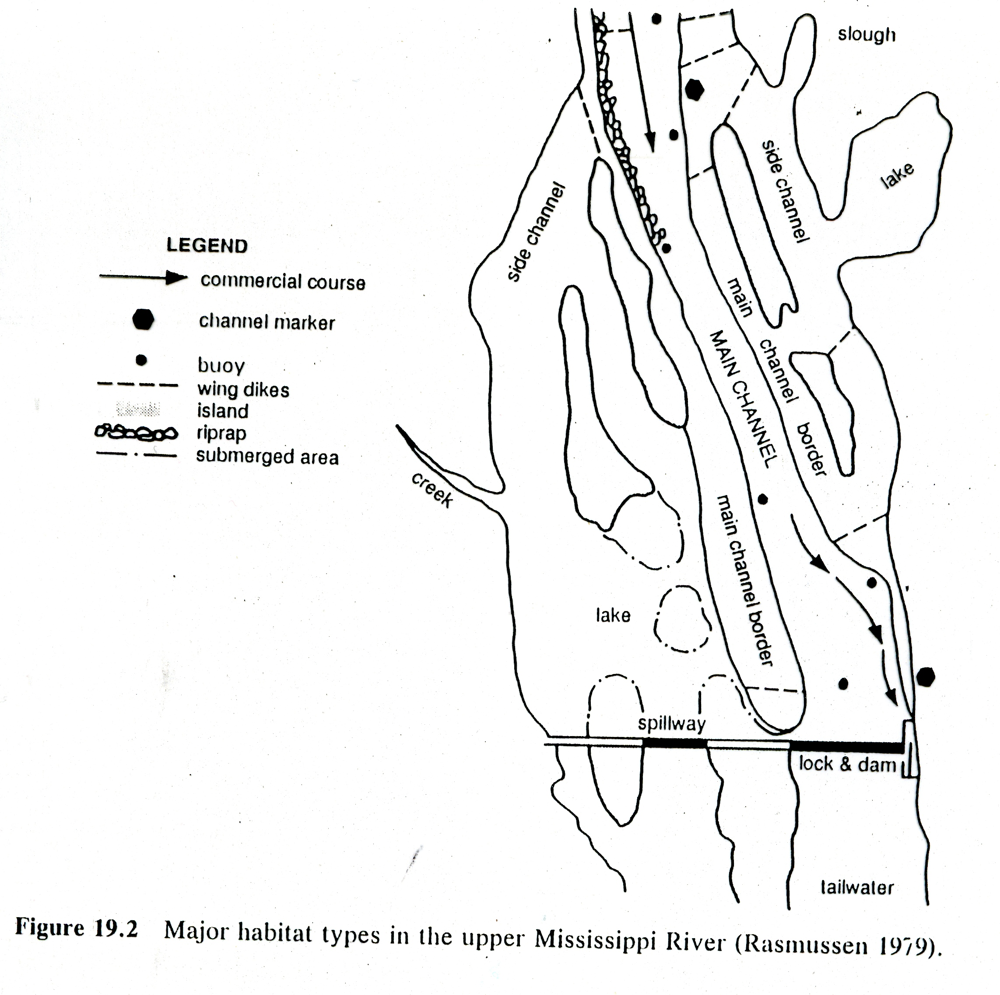 slough
side channel
lake
side channel
LEGEND
commercial course
channel marker
buoy
wing dikes
island
riprap
submerged area
main channel border
MAIN CHANNEL
creek
main channel border
lake
spillway
lock & dam
tailwater
Figure 19.2 Major habitat types in the upper Mississippi River (Rasmussen 1979).